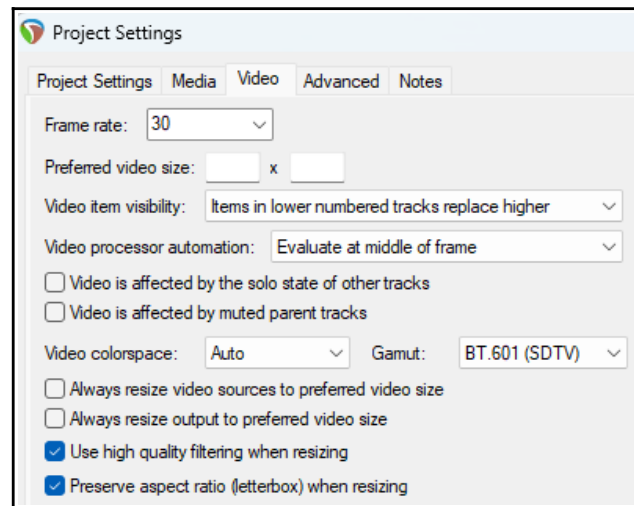 Project Settings
Project Settings Media Video Advanced Notes
Frame rate: 30
Preferred video size: x
Video item visibility: Items in lower numbered tracks replace higher
Video processor automation: Evaluate at middle of frame
Video is affected by the solo state of other tracks
Video is affected by muted parent tracks
Video colorspace: Auto Gamut: BT.601 (SDTV)
Always resize video sources to preferred video size
Always resize output to preferred video size
Use high quality filtering when resizing
Preserve aspect ratio (letterbox) when resizing